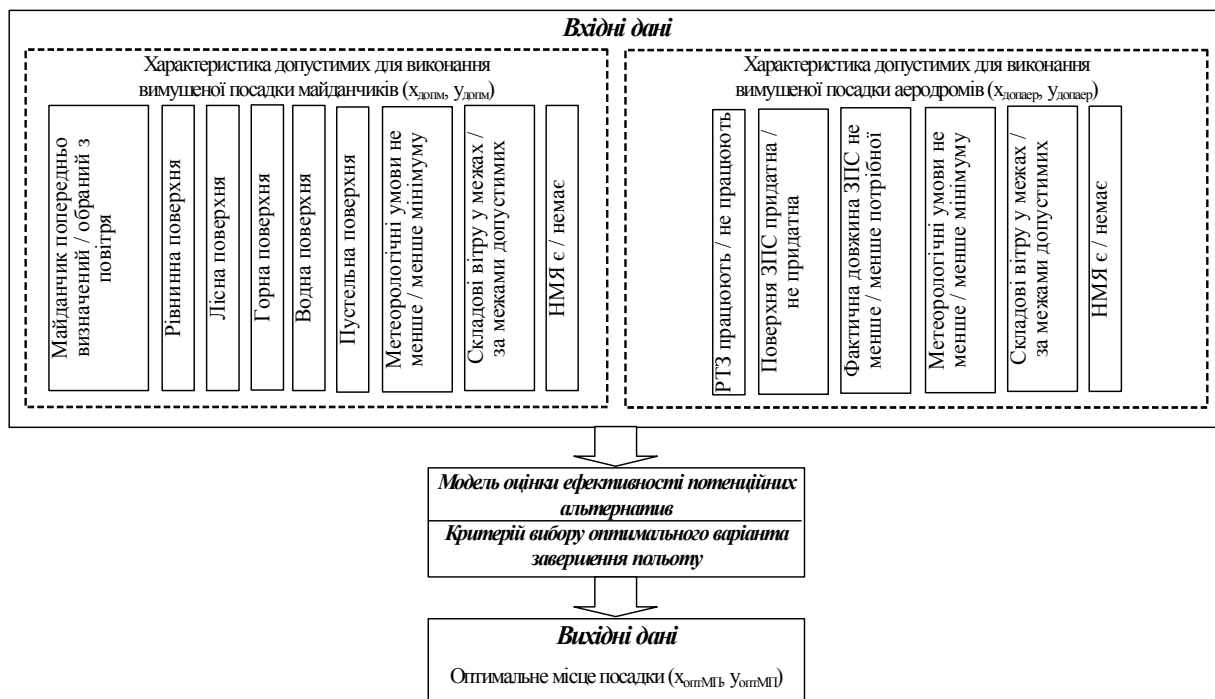 Вхідні дані
Характеристика допустимих для виконання
вимушеної посадки майданчиків (xдопм, yдопм)
Майданчик попередньо
визначений / обраний з
повітря
Рівнинна поверхня
Лісна поверхня
Горна поверхня
Водна поверхня
Пустельна поверхня
Метеорологічні умови не
менше / менше мінімуму
Складові вітру у межах /
за межами допустимих
НМЯ є / немає
Характеристика допустимих для виконання
вимушеної посадки аеродромів (xдопаер, yдопаер)
РТЗ працюють / не працюють
Поверхня ЗПС придатна /
не придатна
Фактична довжина ЗПС не
менше / менше потрібної
Метеорологічні умови не
менше / менше мінімуму
Складові вітру у межах /
за межами допустимих
НМЯ є / немає
Модель оцінки ефективності потенційних
альтернатив
Критерій вибору оптимального варіанта
завершення польоту
Вихідні дані
Оптимальне місце посадки (xоптМП, yоптМП)